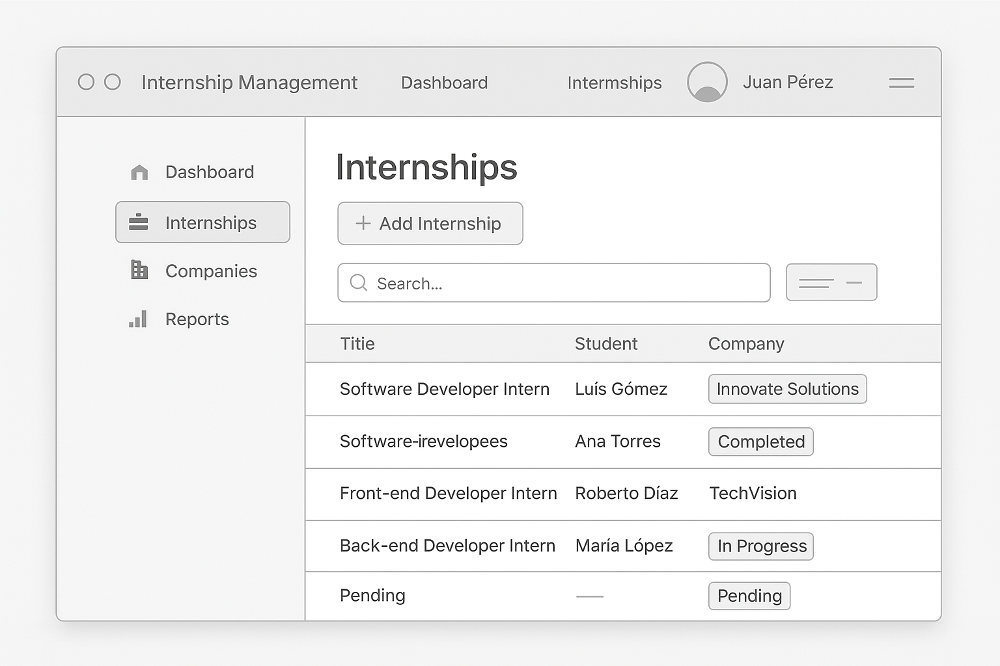 Internship Management Dashboard Intermships Juan Pérez
Dashboard
Internships
Companies
Reports
Internships
+ Add Internship
Search...
Titie Student Company
Software Developer Intern Luís Gómez Innovate Solutions
Software-irevelopees Ana Torres Completed
Front-end Developer Intern Roberto Díaz TechVision
Back-end Developer Intern María López In Progress
Pending — Pending